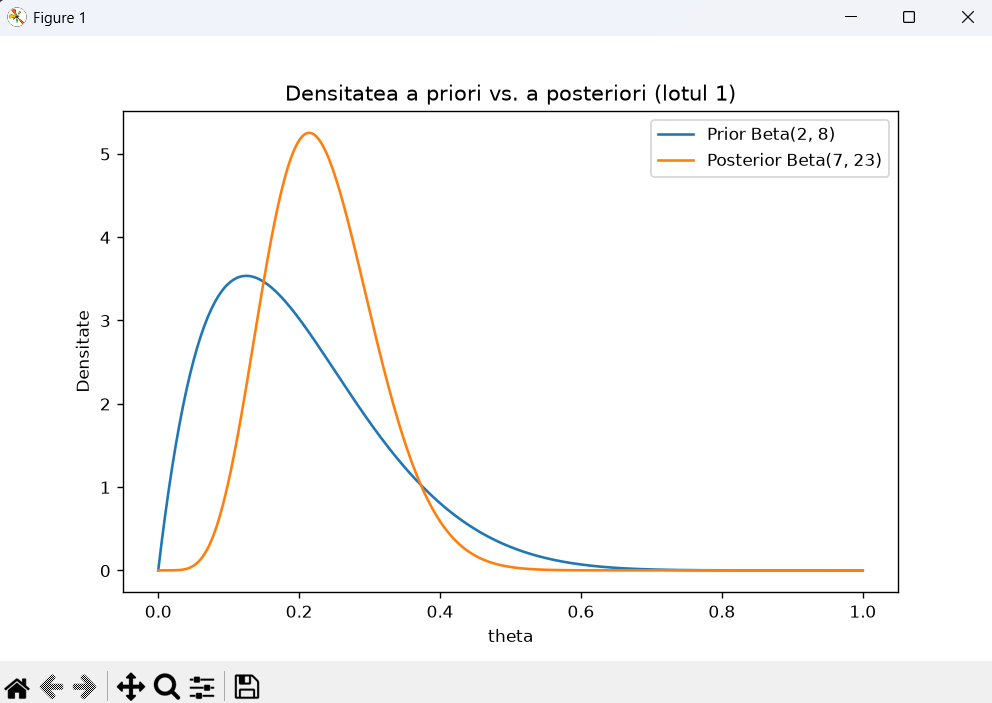 Figure 1
Densitatea a priori vs. a posteriori (lotul 1)
Prior Beta(2, 8)
Posterior Beta(7, 23)
Densitate
5
4
3
2
1
0
0.0 0.2 0.4 0.6 0.8 1.0
theta